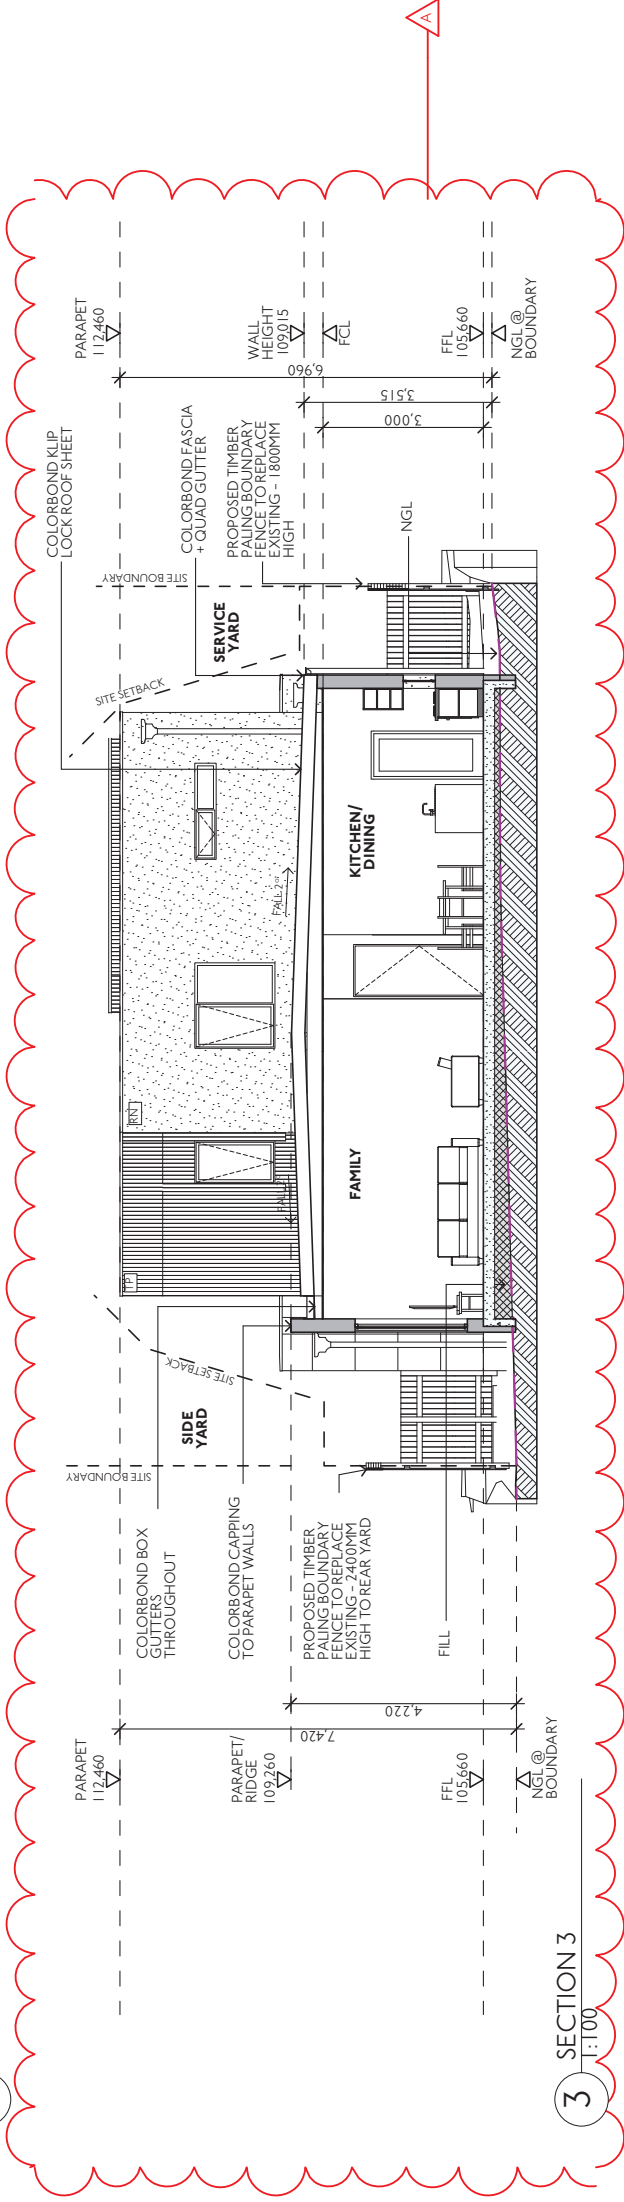 A
PARAPET
112,460
WALL
HEIGHT
109,015
FCL
FFL
105,660
NGL @
BOUNDARY
6,960
3,515
3,000
COLORBOND KLIP
LOCK ROOF SHEET
COLORBOND FASCIA
+ QUAD GUTTER
PROPOSED TIMBER
PALING BOUNDARY
FENCE TO REPLACE
EXISTING - 1800MM
HIGH
NGL
SITE BOUNDARY
SERVICE
YARD
SITE SETBACK
KITCHEN/
DINING
FALL 2°
RN
FAMILY
FALL
TP
SITE SETBACK
SIDE
YARD
SITE BOUNDARY
COLORBOND BOX
GUTTERS
THROUGHOUT
COLORBOND CAPPING
TO PARAPET WALLS
PROPOSED TIMBER
PALING BOUNDARY
FENCE TO REPLACE
EXISTING - 2400MM
HIGH TO REAR YARD
FILL
4,220
7,420
PARAPET
112,460
PARAPET/
RIDGE
109,260
FFL
105,660
NGL @
BOUNDARY
3
SECTION 3
1:100